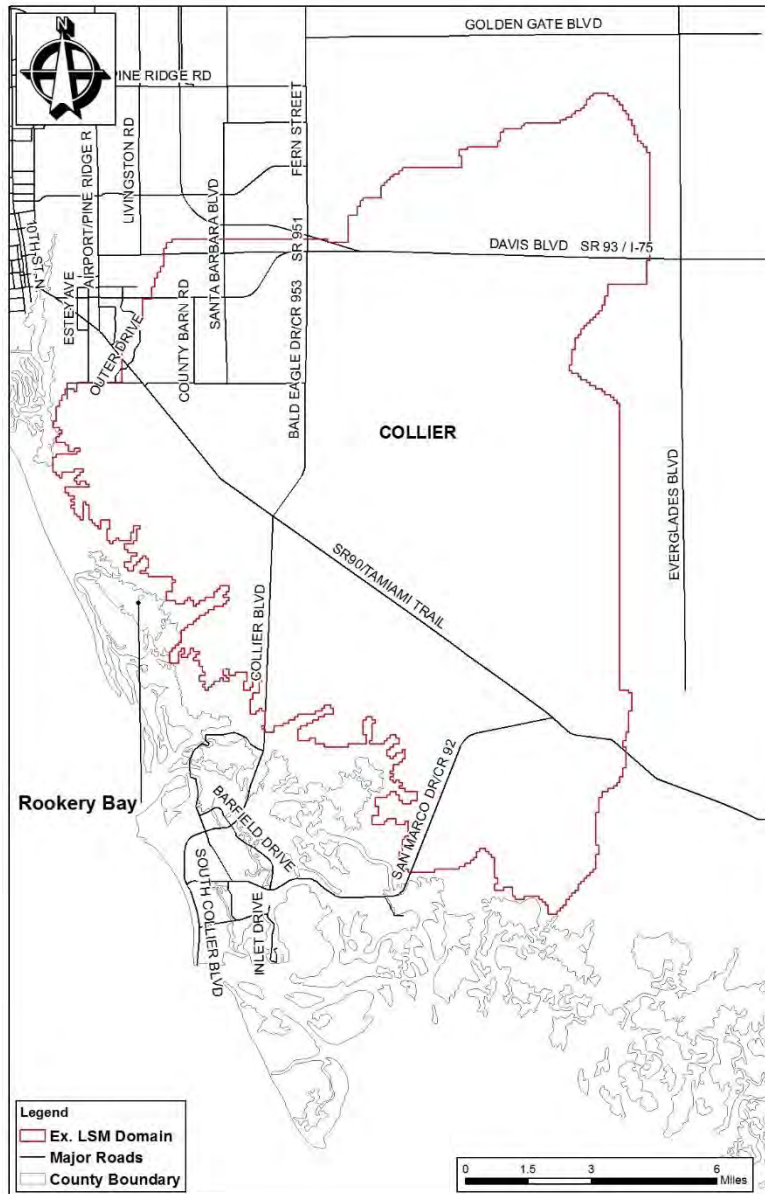 N
GOLDEN GATE BLVD
PINE RIDGE RD
FERN STREET
LIVINGSTON RD
AIRPORT/PINE RIDGE R
10TH ST-N
SANTA BARBARA BLVD
SR 951
DAVIS BLVD SR 93 / I-75
ESTEY AVE
OUTER DRIVE
COUNTY BARN RD
BALD EAGLE DR/CR 953
COLLIER
EVERGLADES BLVD
SR90/TAMIAMI TRAIL
COLLIER BLVD
SAN MARCO DR/CR 92
Rookery Bay
BARFIELD DRIVE
SOUTH COLLIER BLVD
INLET DRIVE
Legend
Ex. LSM Domain
Major Roads
County Boundary
0 1.5 3 6
Miles